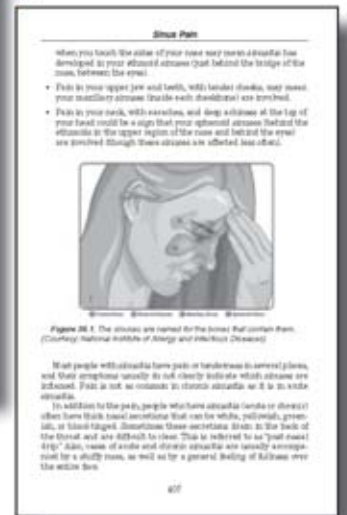 Sinus Pain
when you touch the sides of your nose may mean sinusitis has
developed in your ethmoid sinuses (just behind the bridge of the
nose, between the eyes).
• Pain in your upper jaw and teeth, with tender cheeks, may mean
your maxillary sinuses (inside each cheekbone) are involved.
• Pain in your neck, with earaches, and deep achiness at the top of
your head could be a sign that your sphenoid sinuses (behind the
ethmoids in the upper region of the nose and behind the eyes)
are involved (though these sinuses are affected less often).
Figure 36.1. The sinuses are named for the bones that contain them.
(Courtesy National Institute of Allergy and Infectious Diseases)
Most people with sinusitis have pain or tenderness in several places,
and their symptoms usually do not clearly indicate which sinuses are
inflamed. Pain is not as common in chronic sinusitis as it is in acute
sinusitis.
In addition to the pain, people who have sinusitis (acute or chronic)
often have thick nasal secretions that can be white, yellowish, green-
ish, or blood-tinged. Sometimes these secretions drain in the back of
the throat and are difficult to clear. This is referred to as "post nasal
drip." Also, cases of acute and chronic sinusitis are usually accompa-
nied by a stuffy nose, as well as by a general feeling of fullness over
the entire face.
407